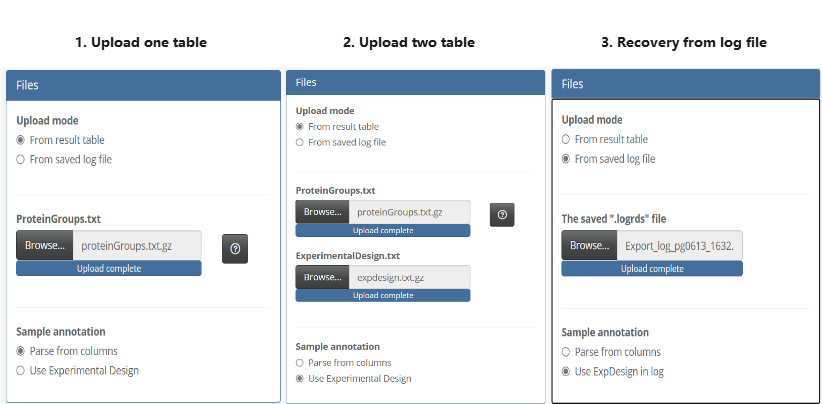 1. Upload one table
Files
Upload mode
From result table
From saved log file
ProteinGroups.txt
Browse... proteinGroups.txt.gz
Upload complete
Sample annotation
Parse from columns
Use Experimental Design
2. Upload two table
Files
Upload mode
From result table
From saved log file
ProteinGroups.txt
Browse... proteinGroups.txt.gz
Upload complete
ExperimentalDesign.txt
Browse... expdesign.txt.gz
Upload complete
Sample annotation
Parse from columns
Use Experimental Design
3. Recovery from log file
Files
Upload mode
From result table
From saved log file
The saved ".logrds" file
Browse... Export_log_pg0613_1632.
Upload complete
Sample annotation
Parse from columns
Use ExpDesign in log